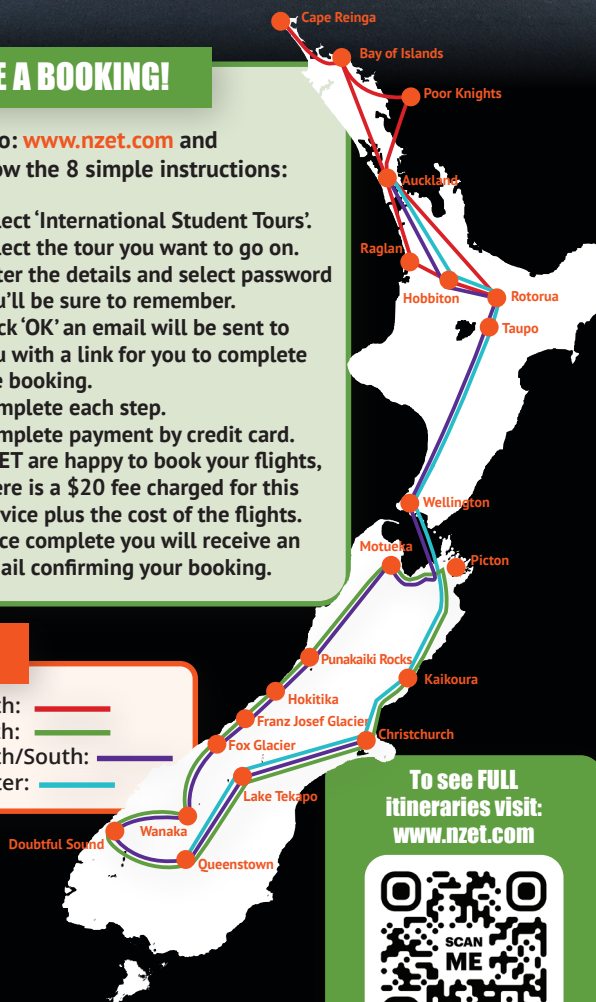 Cape Reinga
Bay of Islands
Poor Knights
E A BOOKING!
o: www.nzet.com and
ow the 8 simple instructions:
lect ‘International Student Tours’.
lect the tour you want to go on.
ter the details and select password
u’ll be sure to remember.
ck ‘OK’ an email will be sent to
u with a link for you to complete
e booking.
mplete each step.
mplete payment by credit card.
ET are happy to book your flights,
ere is a $20 fee charged for this
vice plus the cost of the flights.
ce complete you will receive an
ail confirming your booking.
Auckland
Raglan
Hobbiton
Rotorua
Taupo
Wellington
Motueka
Picton
Punakaiki Rocks
Kaikoura
Hokitika
Franz Josef Glacier
Christchurch
Fox Glacier
Lake Tekapo
Wanaka
Doubtful Sound
Queenstown
th:
th:
th/South:
ter:
To see FULL
itineraries visit:
www.nzet.com
SCAN
ME